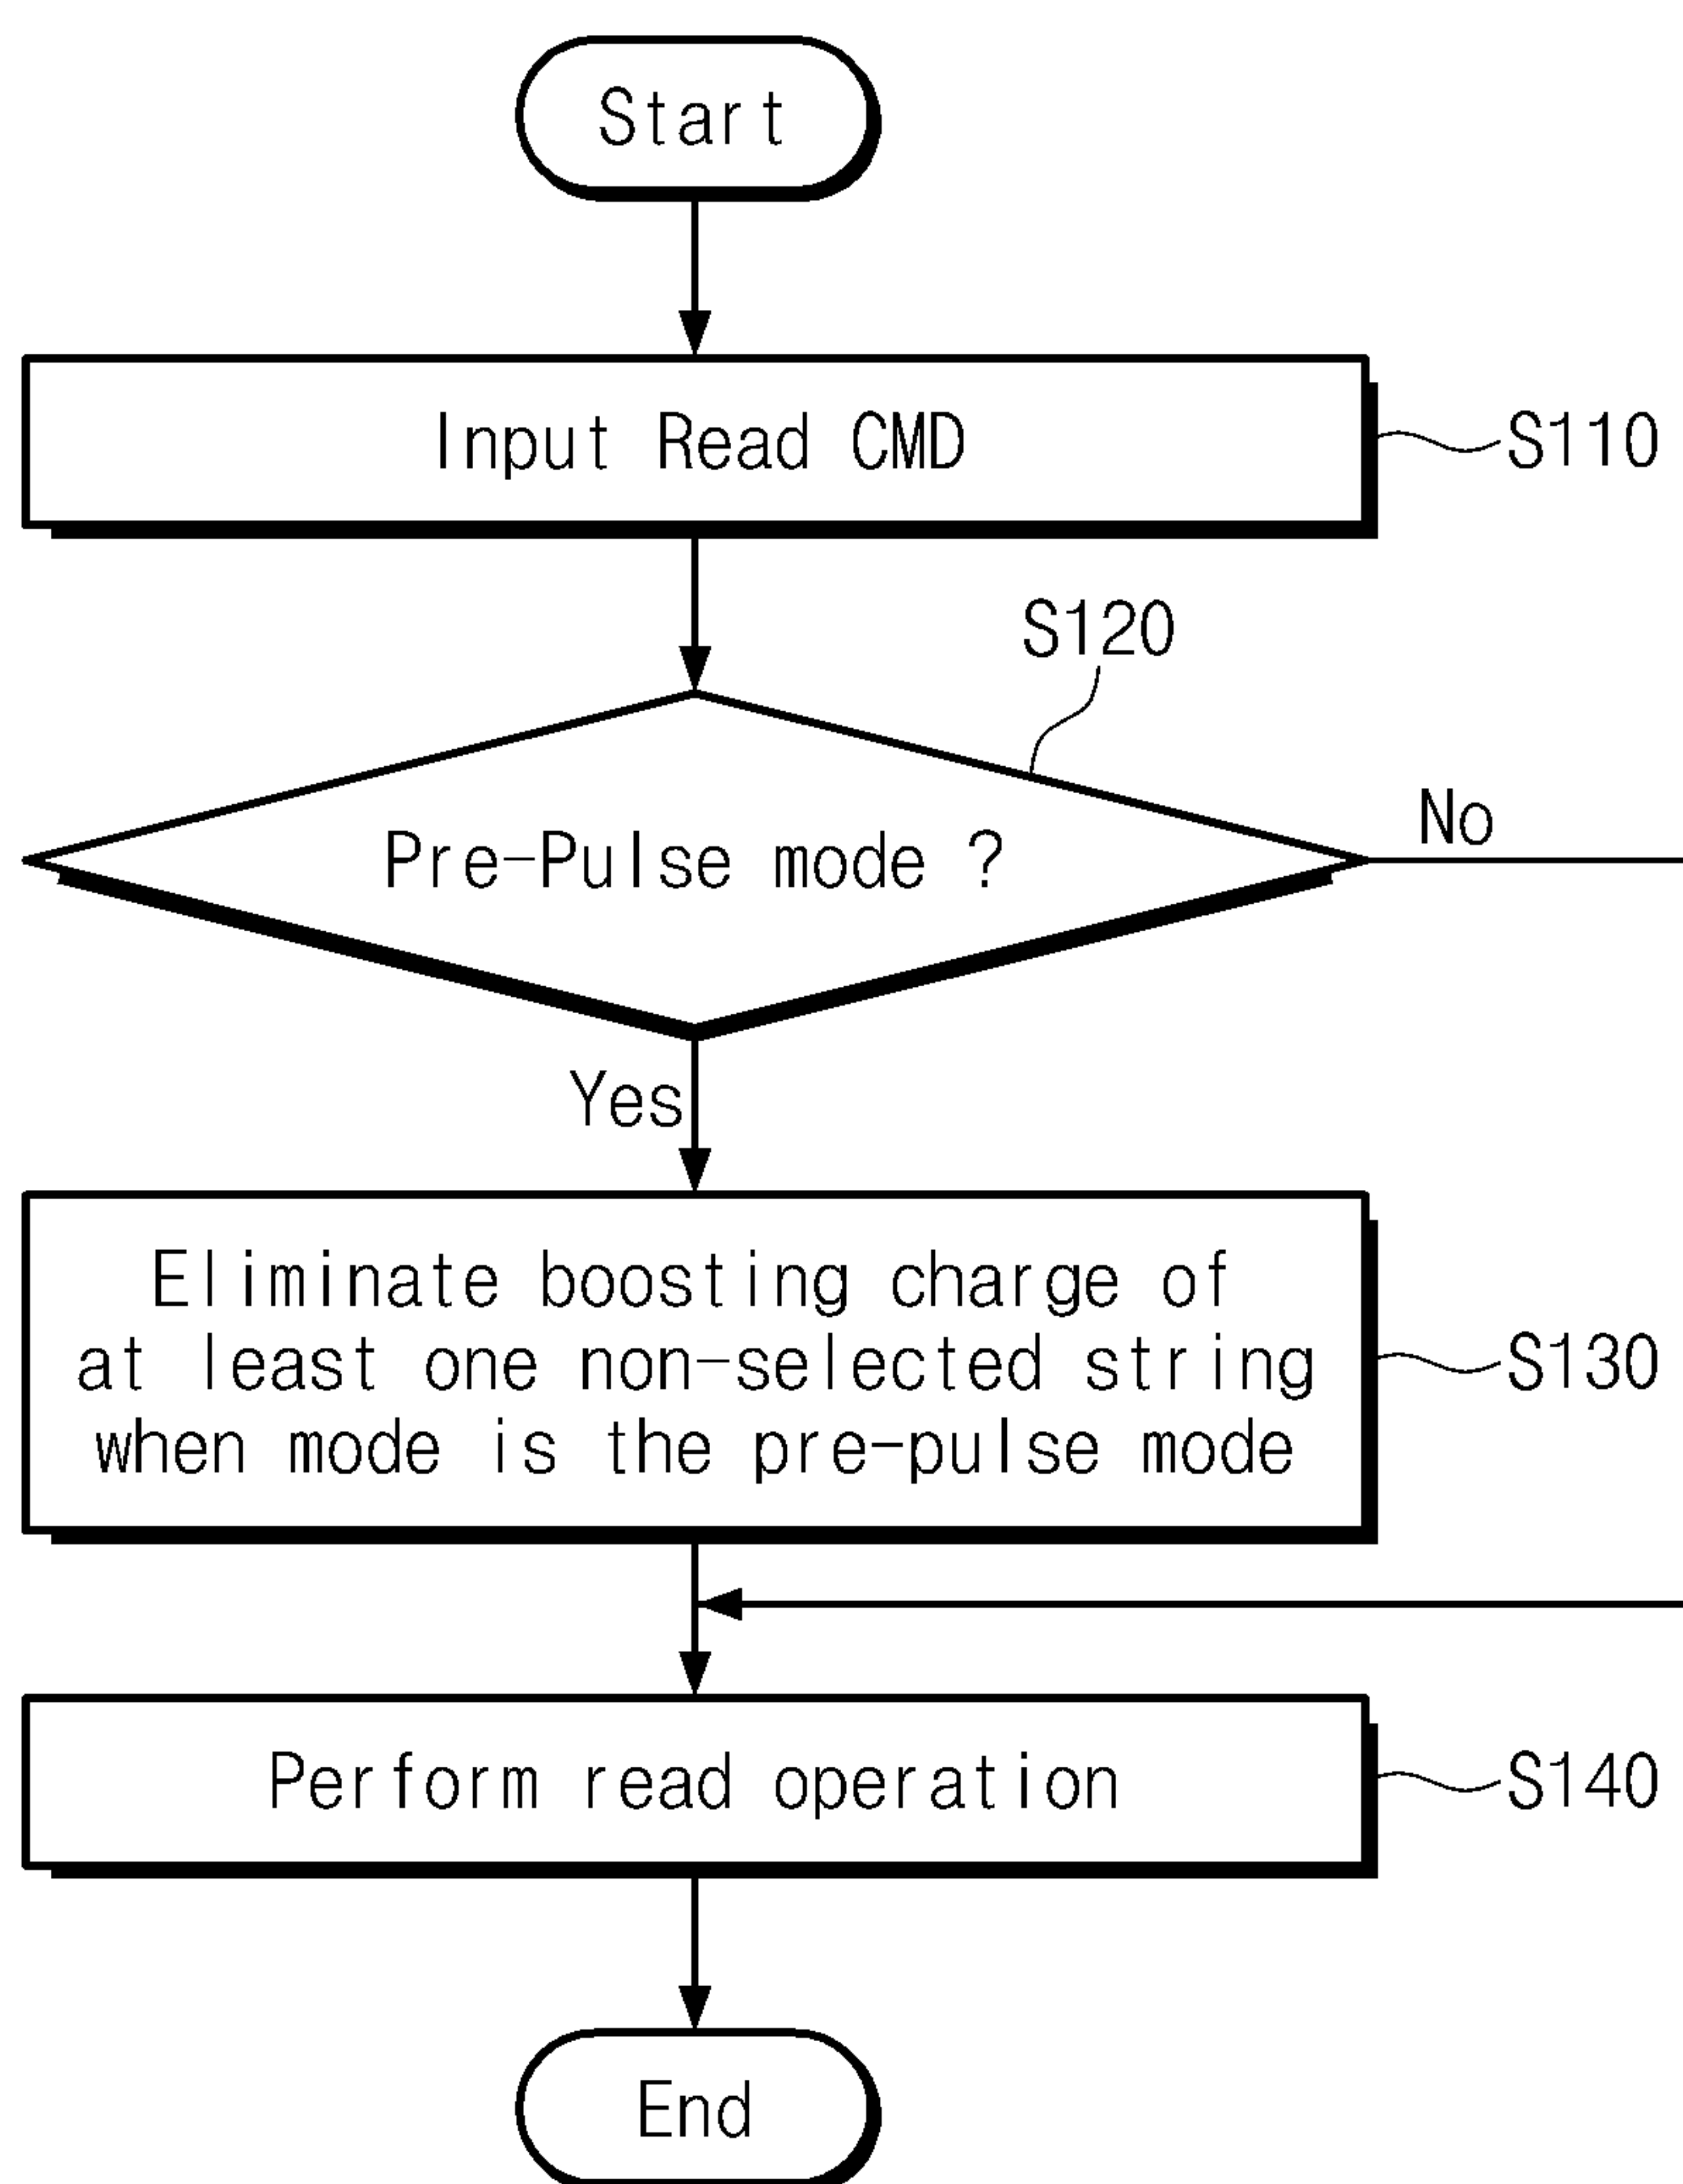 Start
Input Read CMD
S110
S120
Pre-Pulse mode ?
No
Yes
Eliminate boosting charge of
at least one non-selected string
when mode is the pre-pulse mode
S130
Perform read operation
S140
End